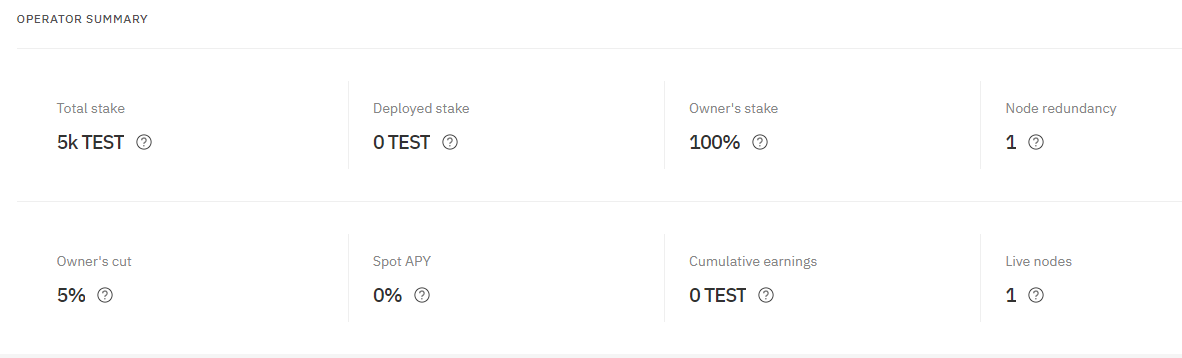 OPERATOR SUMMARY
Total stake
5k TEST
Deployed stake
0 TEST
Owner's stake
100%
Node redundancy
1
Owner's cut
5%
Spot APY
0%
Cumulative earnings
0 TEST
Live nodes
1